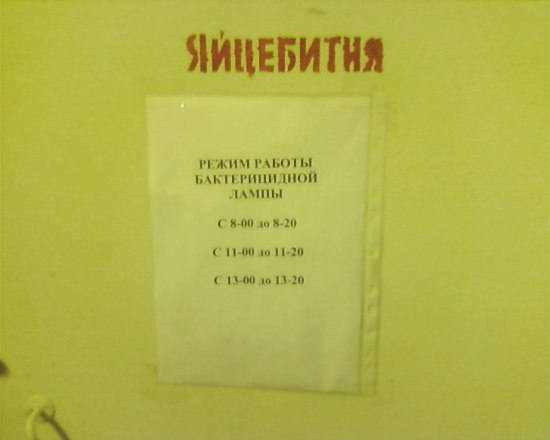 ЯЙЦЕБИТНЯ
РЕЖИМ РАБОТЫ
БАКТЕРИЦИДНОЙ
ЛАМПЫ
С 8-00 до 8-20
С 11-00 до 11-20
С 13-00 до 13-20